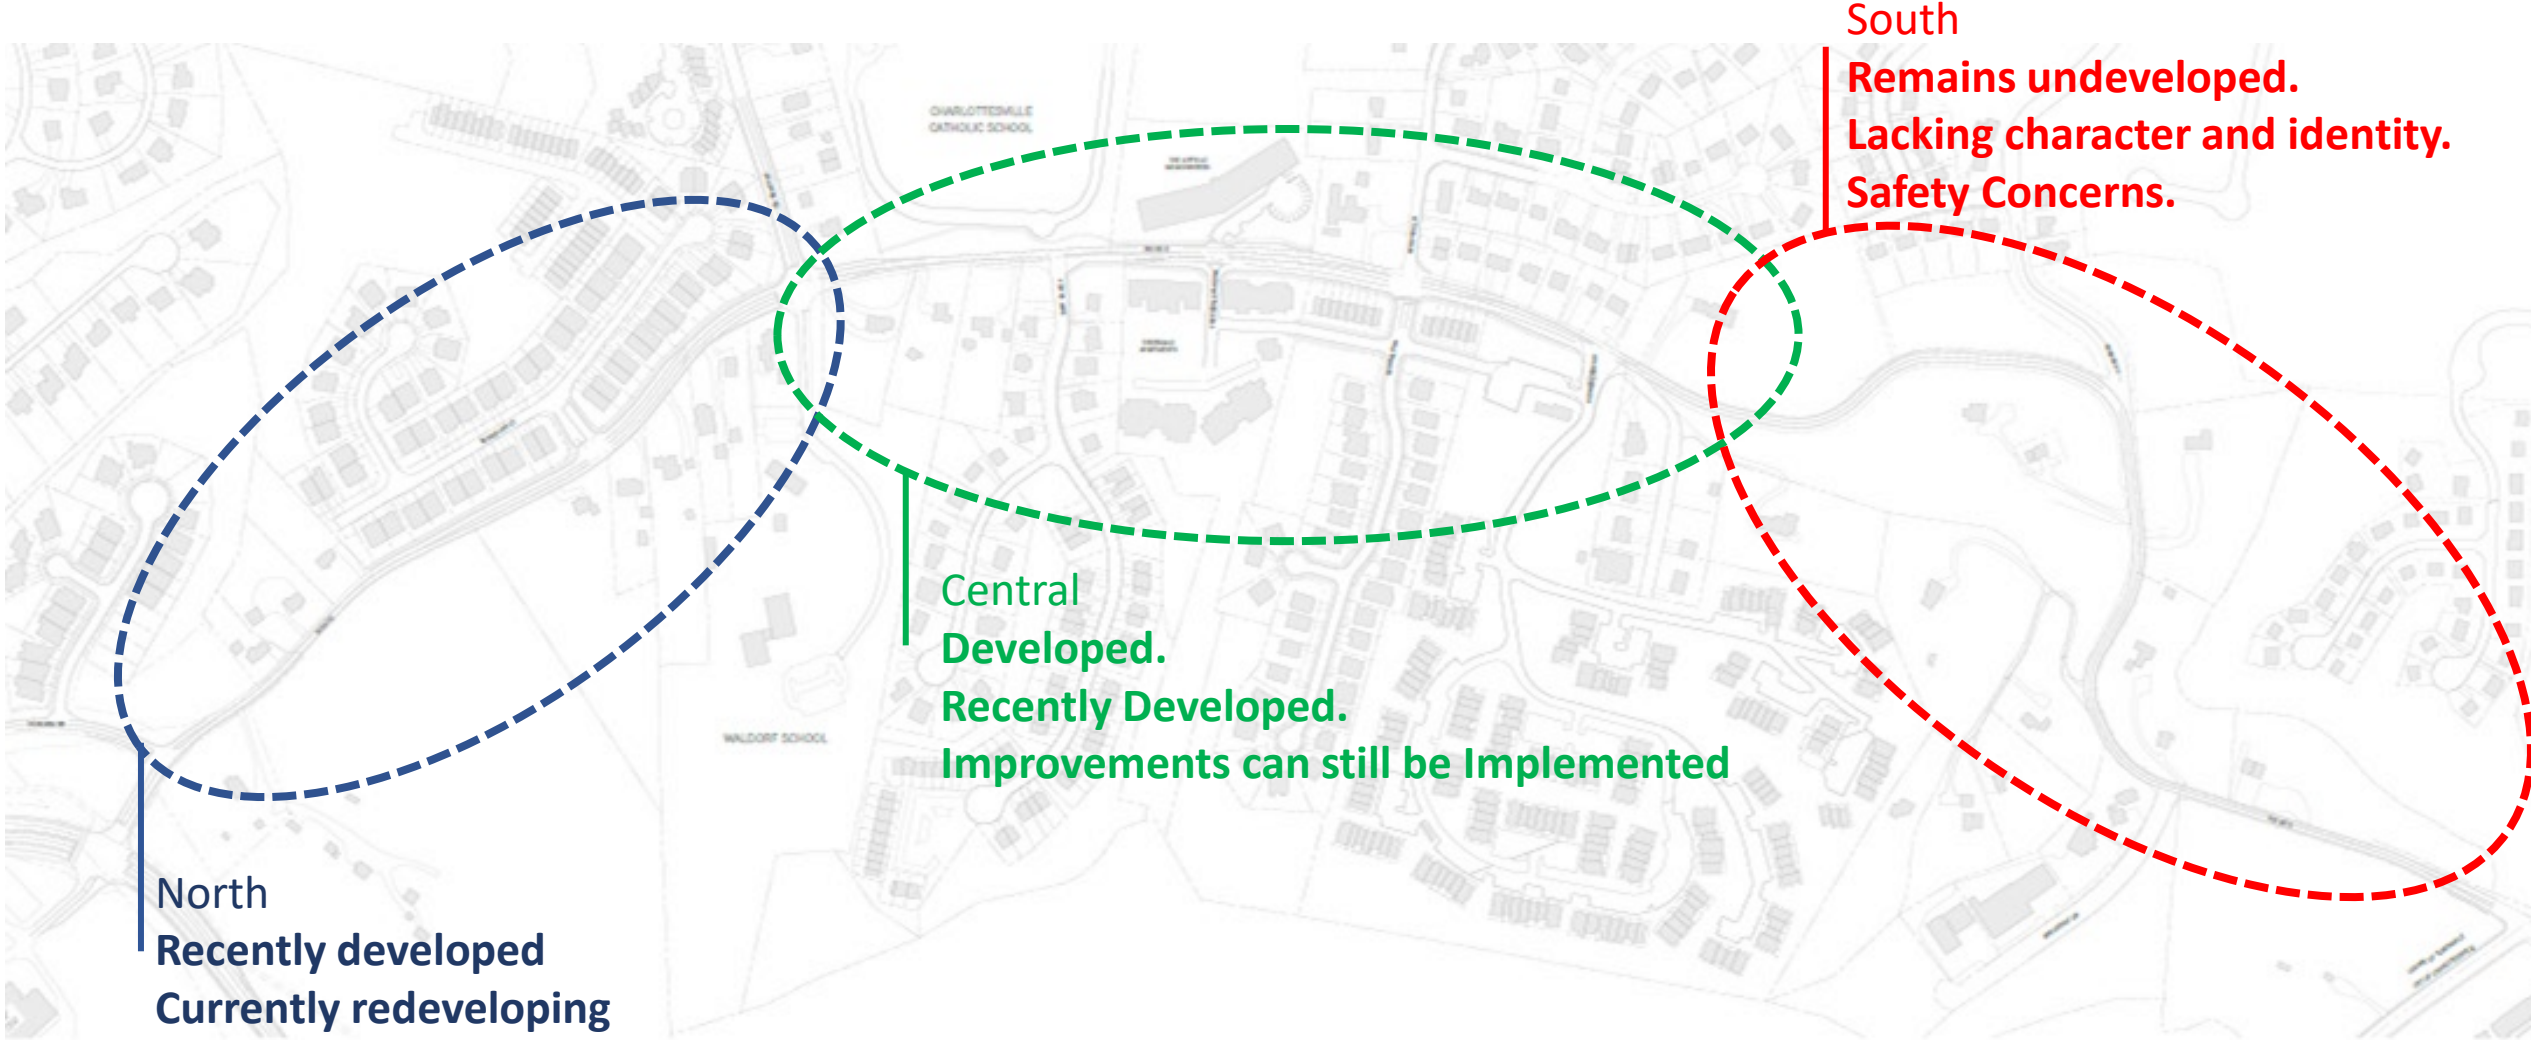 South
Remains undeveloped.
Lacking character and identity.
Safety Concerns.
CHARLOTTESVILLE
CATHOLIC SCHOOL
Central
Developed.
Recently Developed.
Improvements can still be Implemented
WALDORF SCHOOL
North
Recently developed
Currently redeveloping